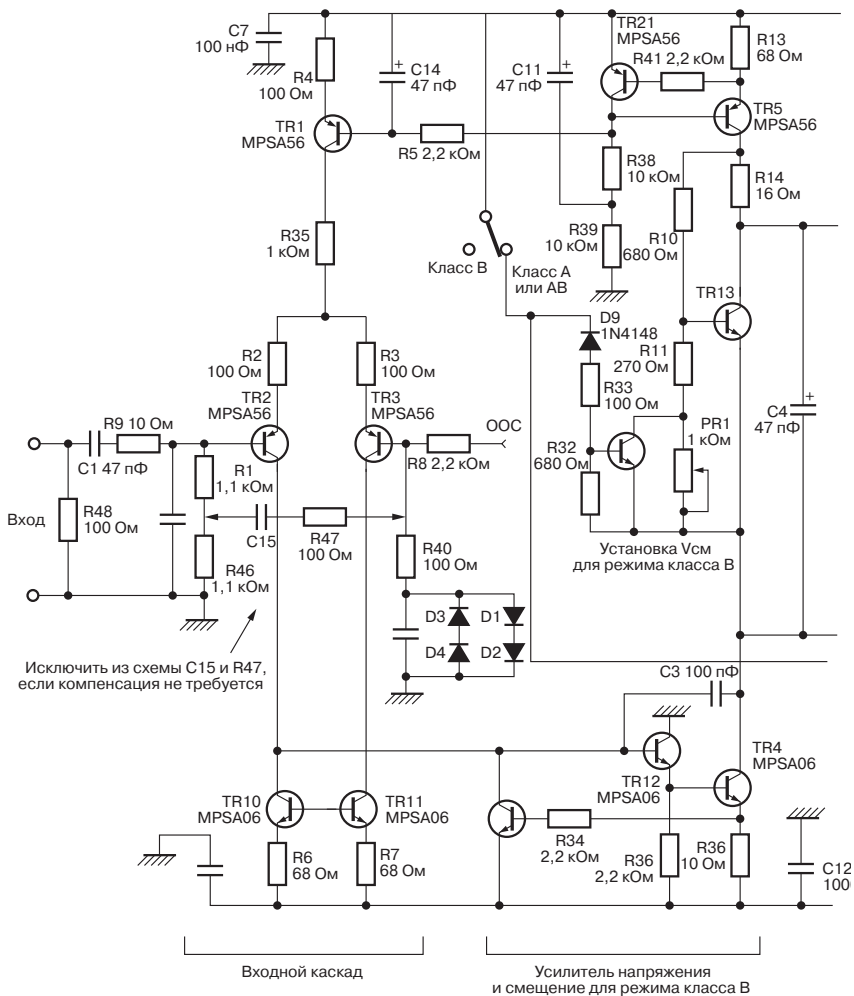 C7
100 нФ
R4
100 Ом
C14
47 пФ
C11
47 пФ
TR21
MPSA56
R41 2,2 кОм
R13
68 Ом
TR1
MPSA56
R5 2,2 кОм
TR5
MPSA56
R38
10 кОм
R14
16 Ом
R35
1 кОм
R39
10 кОм
R10
680 Ом
Класс В
Класс А
или АВ
TR13
D9
1N4148
R2
100 Ом
R3
100 Ом
R11
270 Ом
R33
100 Ом
TR2
MPSA56
TR3
MPSA56
C4
47 пФ
R9 10 Ом
ООС
PR1
1 кОм
C1 47 пФ
R8 2,2 кОм
R32
680 Ом
R1
1,1 кОм
Вход
R48
100 Ом
C15
R47
100 Ом
R40
100 Ом
R46
1,1 кОм
Установка Vсм
для режима класса В
D3
D1
D4
D2
Исключить из схемы С15 и R47,
если компенсация не требуется
C3 100 пФ
TR12
MPSA06
TR4
MPSA06
TR10
MPSA06
TR11
MPSA06
R6
68 Ом
R7
68 Ом
R34
2,2 кОм
R36
2,2 кОм
R36
10 Ом
C12
100
Входной каскад
Усилитель напряжения
и смещение для режима класса В